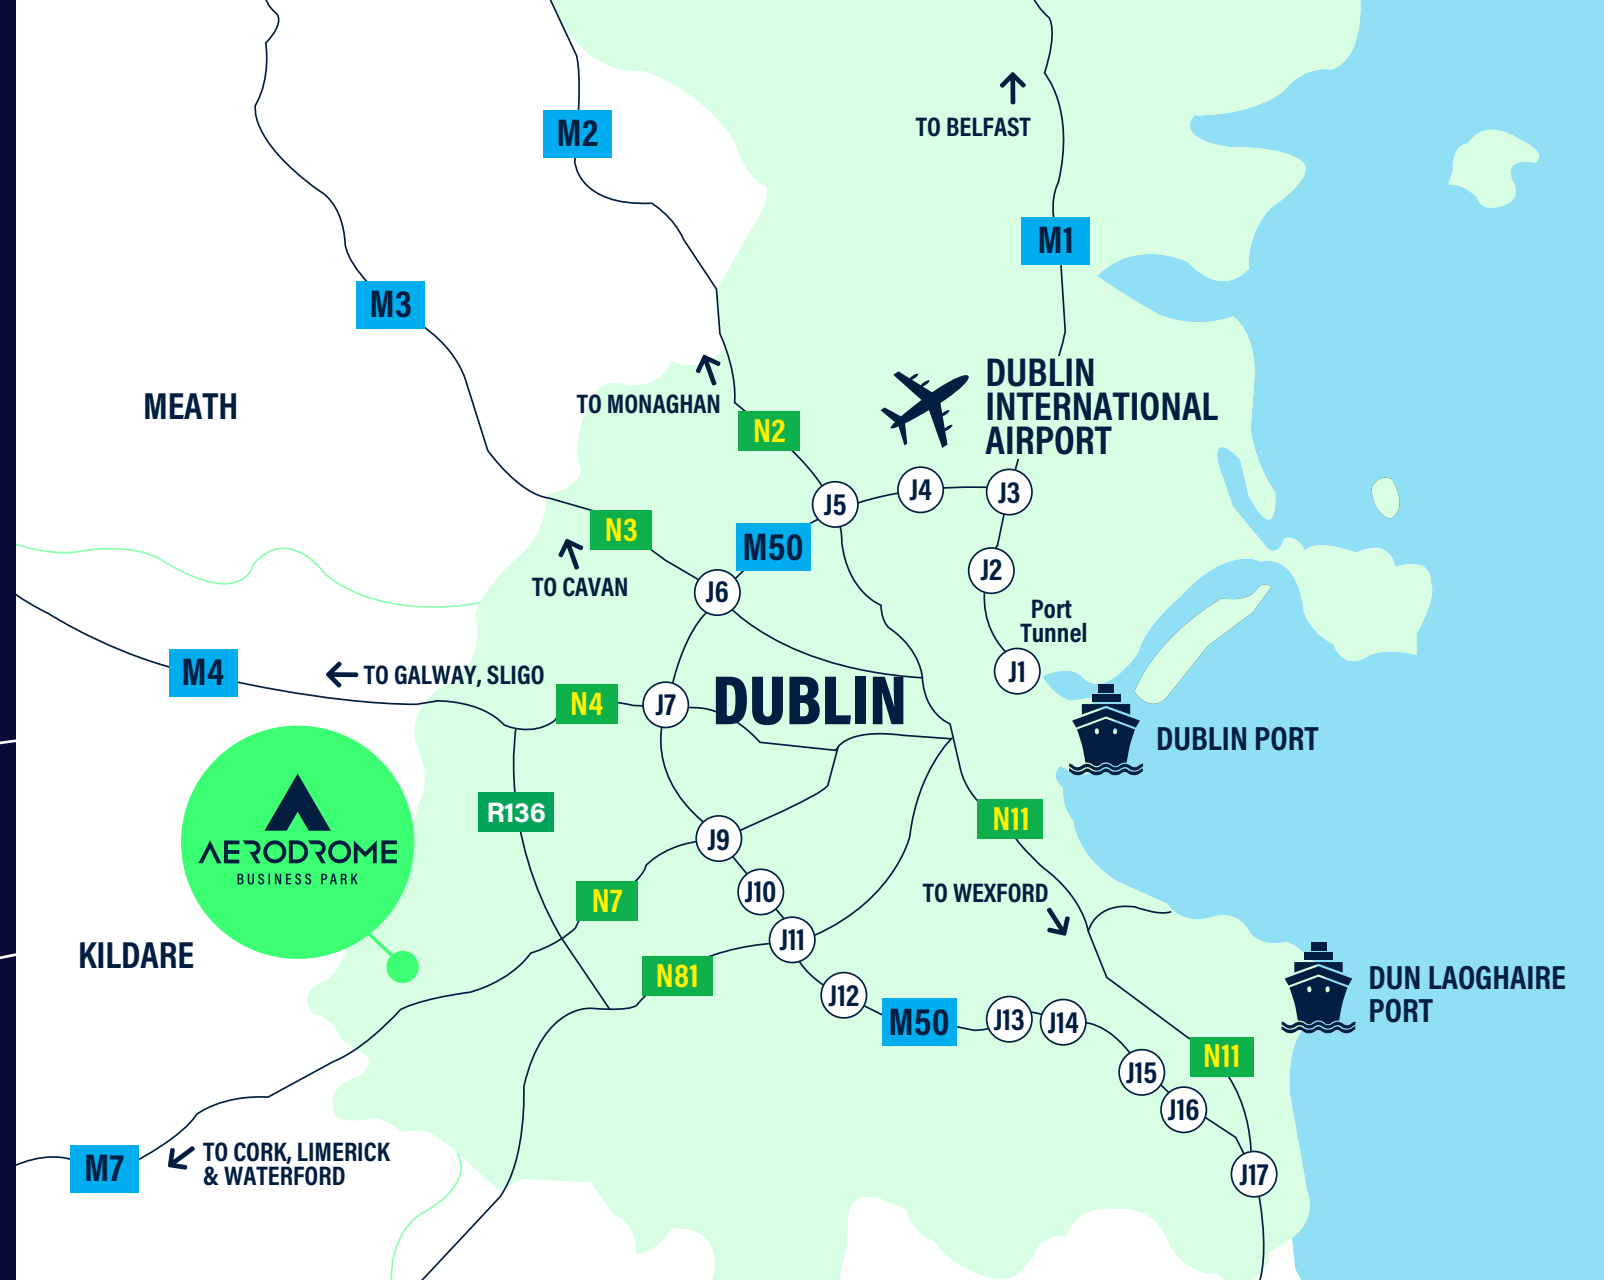 M2
TO BELFAST
M1
M3
DUBLIN
INTERNATIONAL
AIRPORT
MEATH
TO MONAGHAN
N2
J5
J4
J3
N3
M50
J2
TO CAVAN
J6
Port
Tunnel
J1
M4
TO GALWAY, SLIGO
N4
J7
DUBLIN
DUBLIN PORT
R136
N11
AERODROME
BUSINESS PARK
J9
N7
J10
TO WEXFORD
J11
KILDARE
N81
DUN LAOGHAIRE
PORT
J12
M50
J13
J14
N11
J15
J16
TO CORK, LIMERICK
& WATERFORD
M7
J17